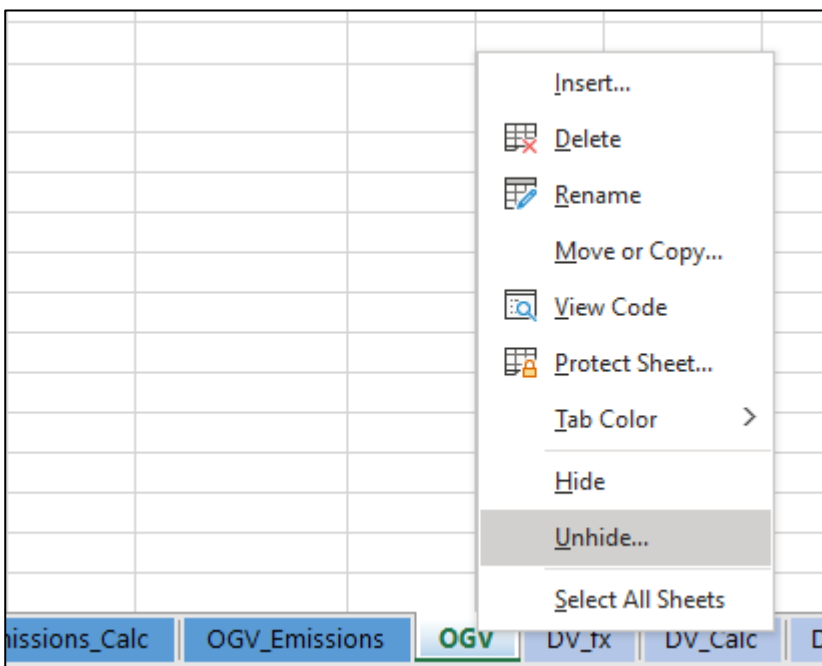 Insert...
Delete
Rename
Move or Copy...
View Code
Protect Sheet...
Tab Color
Hide
Unhide...
Select All Sheets
issions_Calc OGV_Emissions OGV DV_fx DV_Calc D